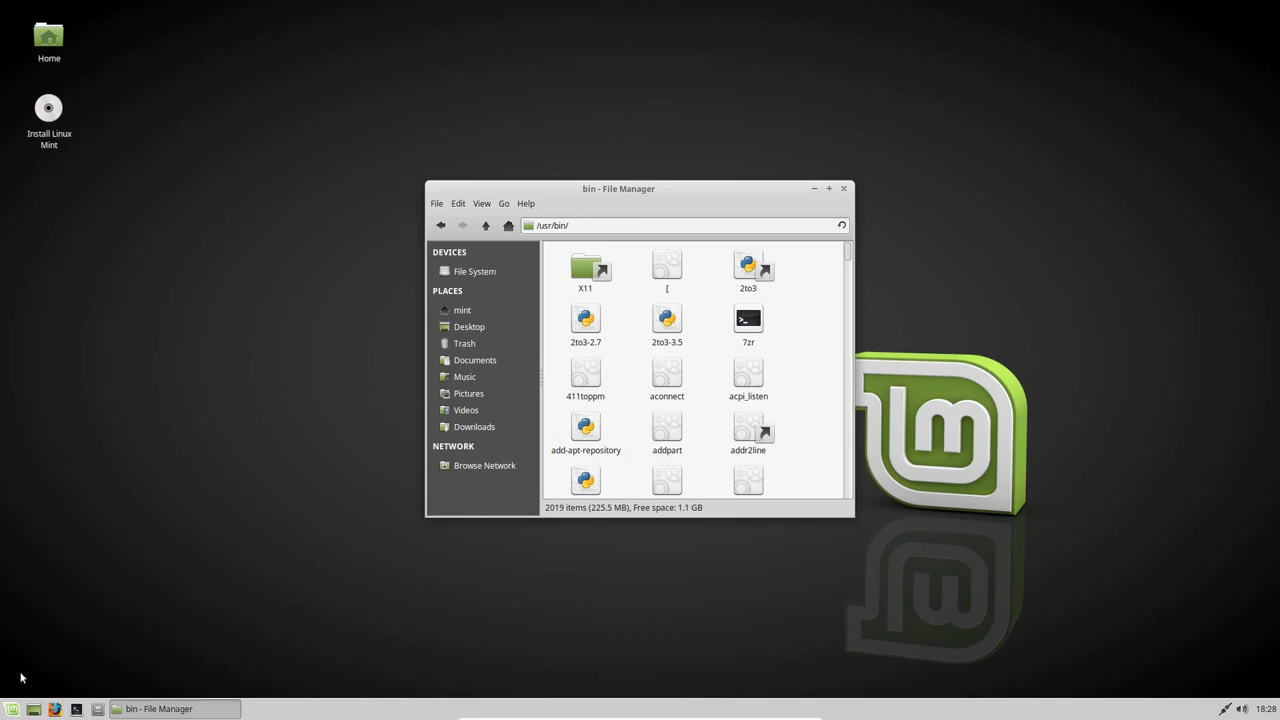 Home
Install Linux
Mint
bin - File Manager
File Edit View Go Help
/usr/bin/
DEVICES
File System
PLACES
mint
Desktop
Trash
Documents
Music
Pictures
Videos
Downloads
NETWORK
Browse Network
X11 [ 2to3
2to3-2.7 2to3-3.5 7zr
411toppm aconnect acpi_listen
add-apt-repository addpart addr2line
2019 items (225.5 MB), Free space: 1.1 GB
lm
bin - File Manager
18:28